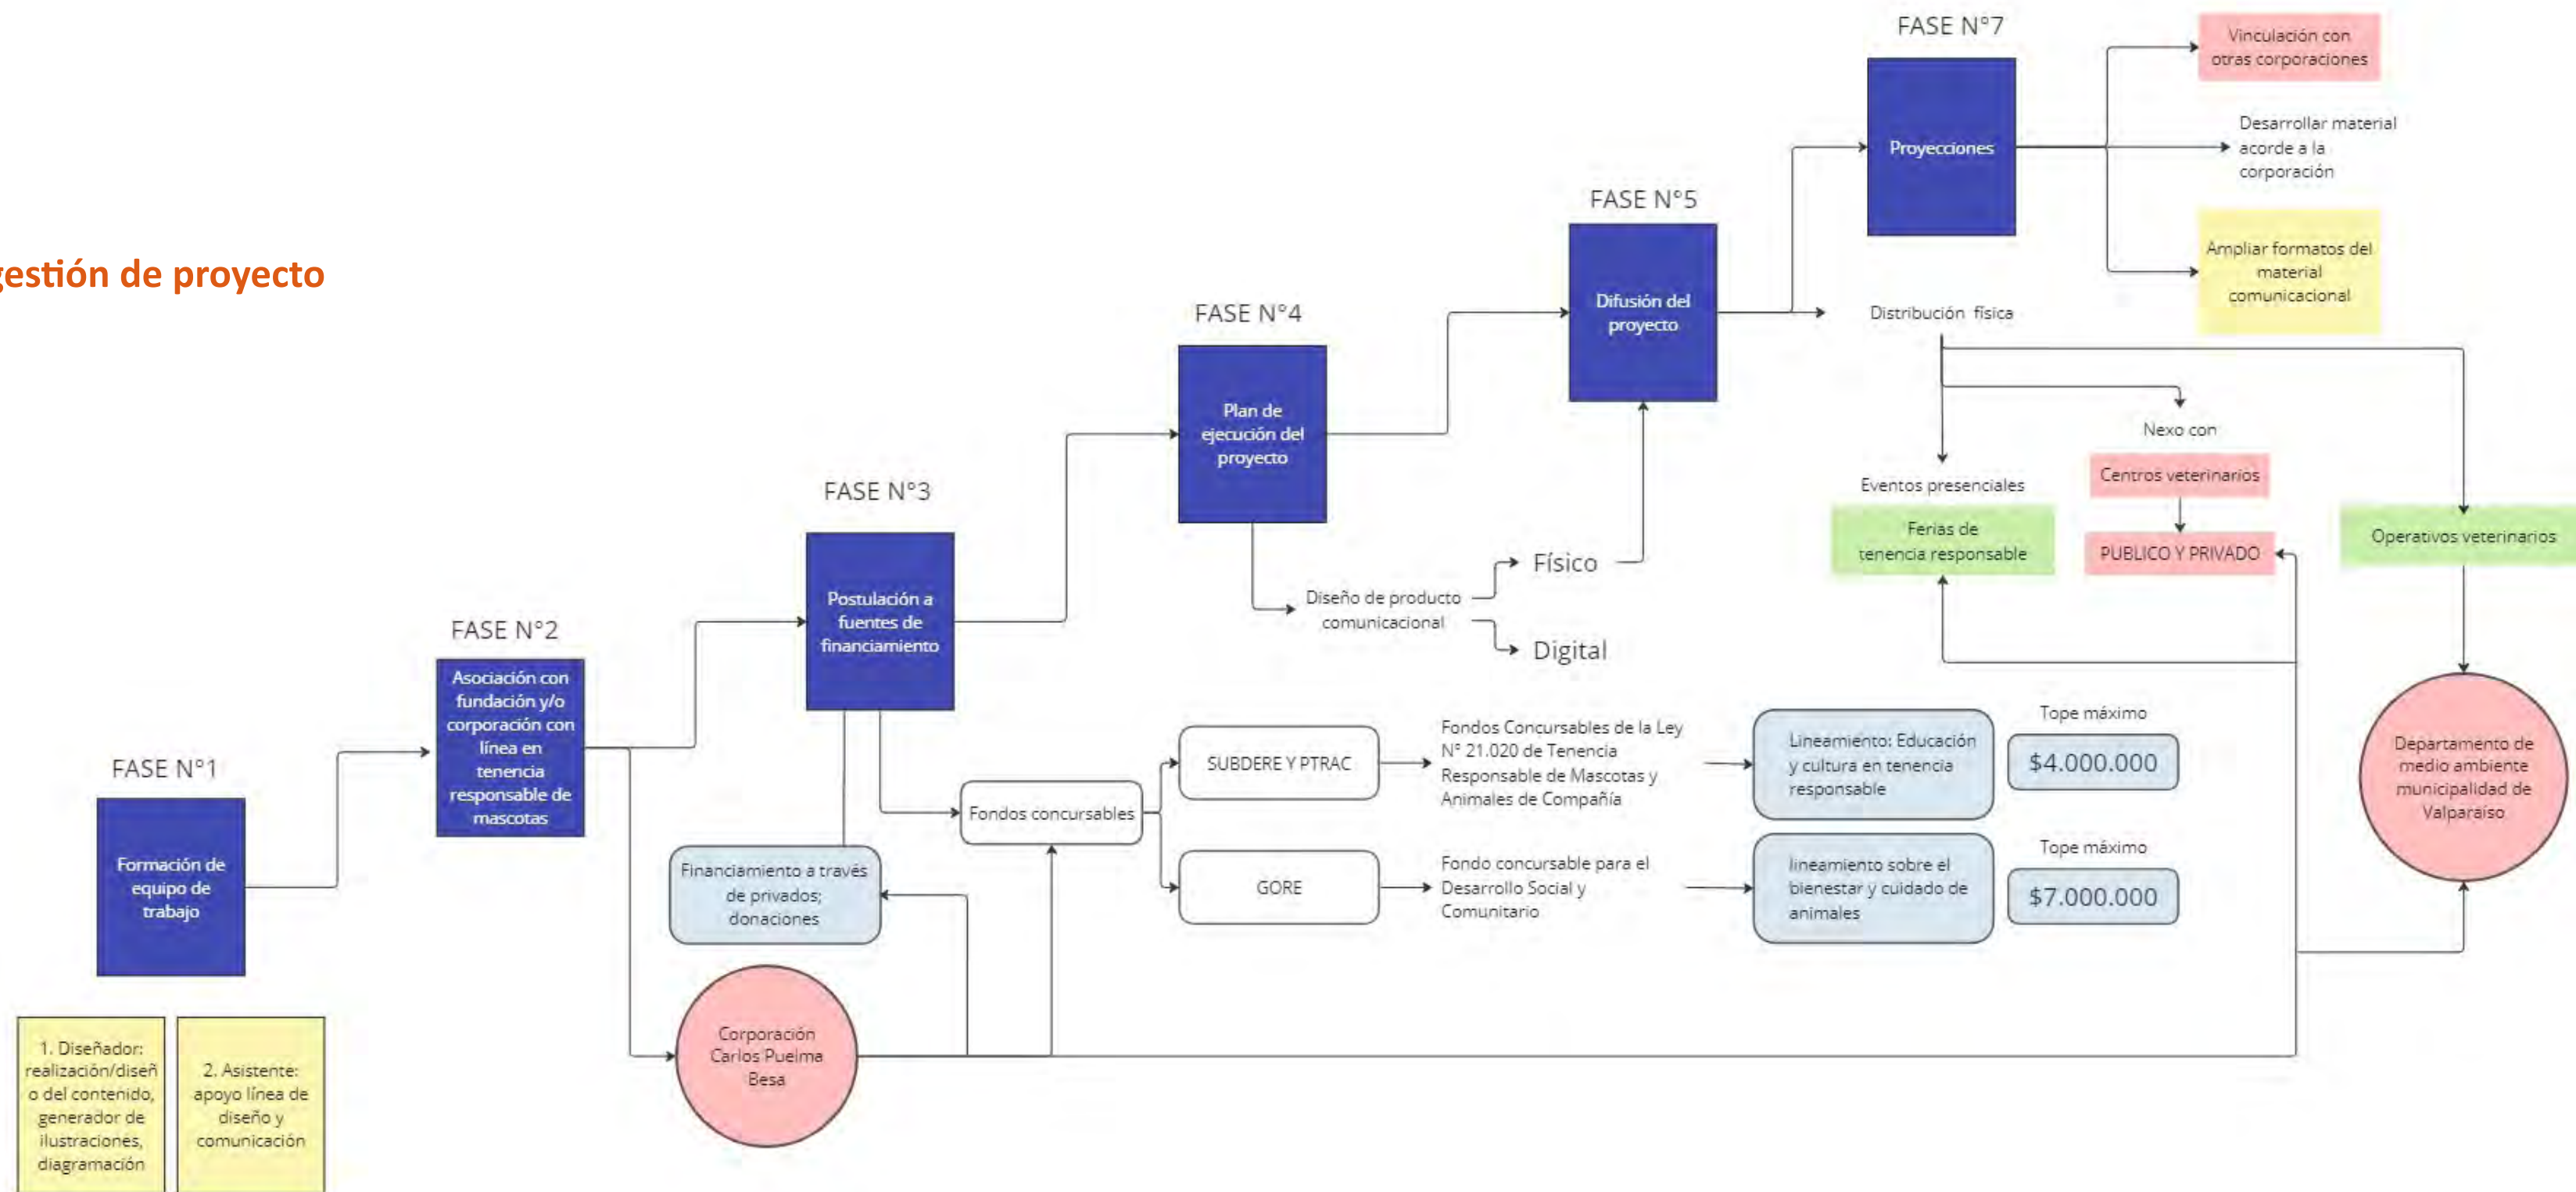 gestión de proyecto
FASE N°1
Formación de
equipo de
trabajo
1. Diseñador:
realización/diseñ
o del contenido,
generador de
ilustraciones,
diagramación
2. Asistente:
apoyo línea de
diseño y
comunicación
FASE N°2
Asociación con
fundación y/o
corporación con
línea en
tenencia
responsable de
mascotas
Corporación
Carlos Puelma
Besa
FASE N°3
Postulación a
fuentes de
financiamiento
Financiamiento a través
de privados;
donaciones
Fondos concursables
SUBDERE Y PTRAC
Fondos Concursables de la Ley
N° 21.020 de Tenencia
Responsable de Mascotas y
Animales de Compañía
Lineamiento: Educación
y cultura en tenencia
responsable
Tope máximo
$4.000.000
GORE
Fondo concursable para el
Desarrollo Social y
Comunitario
lineamiento sobre el
bienestar y cuidado de
animales
Tope máximo
$7.000.000
FASE N°4
Plan de
ejecución del
proyecto
Diseño de producto
comunicacional
Físico
Digital
FASE N°5
Difusión del
proyecto
Distribución física
Eventos presenciales
Ferias de
tenencia responsable
Nexo con
Centros veterinarios
PUBLICO Y PRIVADO
Operativos veterinarios
Departamento de
medio ambiente
municipalidad de
Valparaíso
FASE N°7
Proyecciones
Vinculación con
otras corporaciones
Desarrollar material
acorde a la
corporación
Ampliar formatos del
material
comunicacional